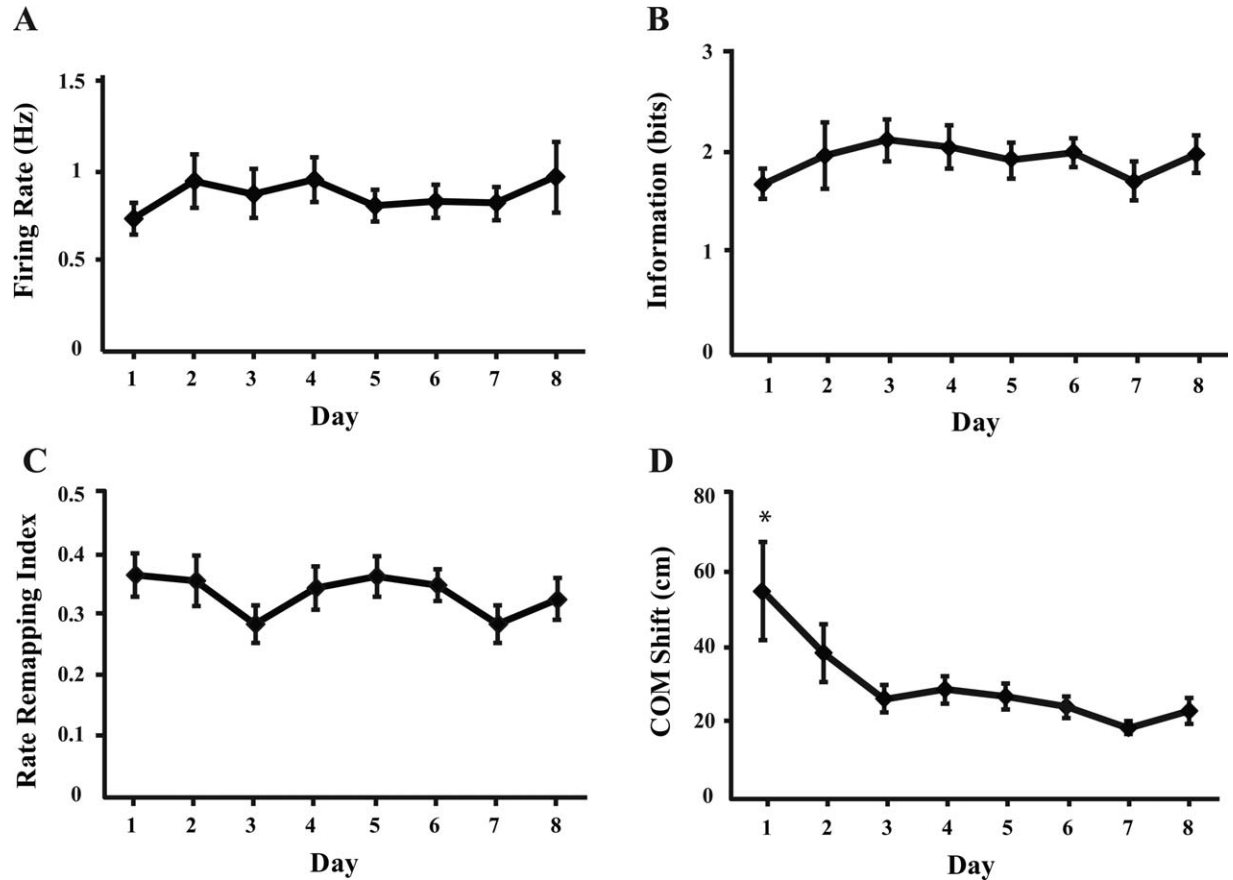 A
Firing Rate (Hz)
1.5
1
0.5
0
1 2 3 4 5 6 7 8
Day
B
Information (bits)
3
2
1
0
1 2 3 4 5 6 7 8
Day
C
Rate Remapping Index
0.5
0.4
0.3
0.2
0.1
0
1 2 3 4 5 6 7 8
Day
D
COM Shift (cm)
80
60
40
20
0
*
1 2 3 4 5 6 7 8
Day